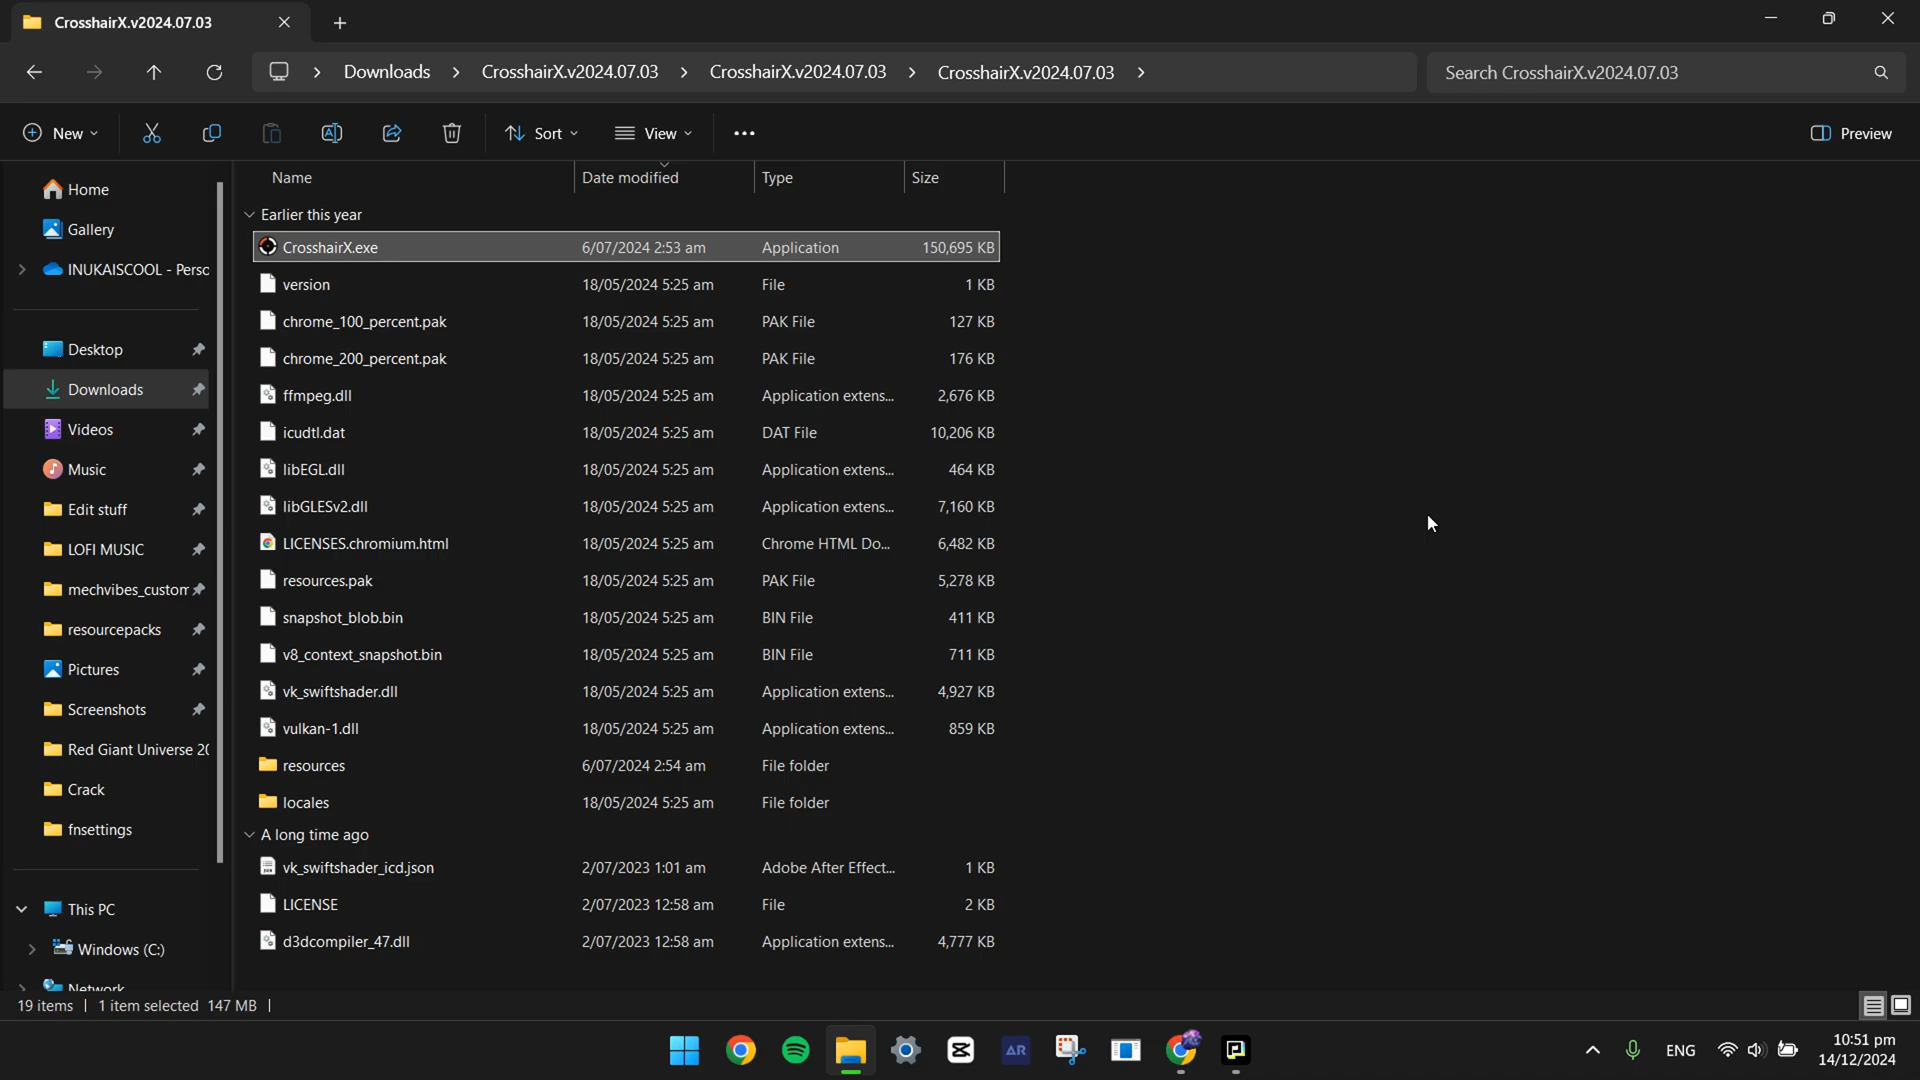 CrosshairX.v2024.07.03
Downloads CrosshairX.v2024.07.03 CrosshairX.v2024.07.03 CrosshairX.v2024.07.03 Search CrosshairX.v2024.07.03
New Sort View Preview
Name Date modified Type Size
Home
Gallery
INUKAISCOOL - Perso
Desktop
Downloads
Videos
Music
Edit stuff
LOFI MUSIC
mechvibes_custom
resourcepacks
Pictures
Screenshots
Red Giant Universe 20
Crack
fnsettings
This PC
Windows (C:)
Network
Earlier this year
CrosshairX.exe 6/07/2024 2:53 am Application 150,695 KB
version 18/05/2024 5:25 am File 1 KB
chrome_100_percent.pak 18/05/2024 5:25 am PAK File 127 KB
chrome_200_percent.pak 18/05/2024 5:25 am PAK File 176 KB
ffmpeg.dll 18/05/2024 5:25 am Application extens... 2,676 KB
icudtl.dat 18/05/2024 5:25 am DAT File 10,206 KB
libEGL.dll 18/05/2024 5:25 am Application extens... 464 KB
libGLESv2.dll 18/05/2024 5:25 am Application extens... 7,160 KB
LICENSES.chromium.html 18/05/2024 5:25 am Chrome HTML Do... 6,482 KB
resources.pak 18/05/2024 5:25 am PAK File 5,278 KB
snapshot_blob.bin 18/05/2024 5:25 am BIN File 411 KB
v8_context_snapshot.bin 18/05/2024 5:25 am BIN File 711 KB
vk_swiftshader.dll 18/05/2024 5:25 am Application extens... 4,927 KB
vulkan-1.dll 18/05/2024 5:25 am Application extens... 859 KB
resources 6/07/2024 2:54 am File folder
locales 18/05/2024 5:25 am File folder
A long time ago
vk_swiftshader_icd.json 2/07/2023 1:01 am Adobe After Effect... 1 KB
LICENSE 2/07/2023 12:58 am File 2 KB
d3dcompiler_47.dll 2/07/2023 12:58 am Application extens... 4,777 KB
19 items 1 item selected 147 MB
AR ENG 10:51 pm
14/12/2024